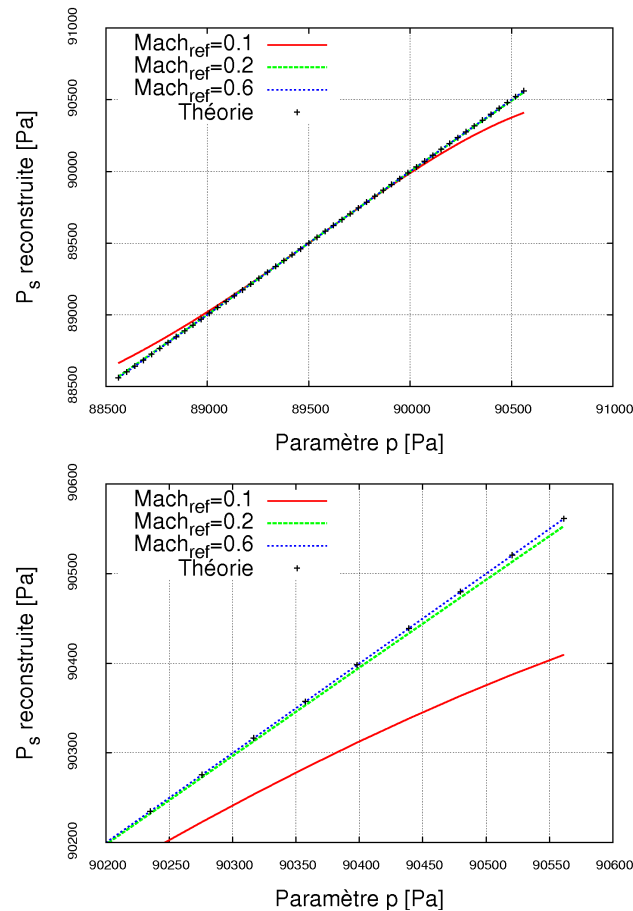 91000
90500
90000
89500
89000
88500
P_s reconstruite [Pa]
Mach_ref=0.1
Mach_ref=0.2
Mach_ref=0.6
Théorie
88500 89000 89500 90000 90500 91000
Paramètre p [Pa]
90600
90500
90400
90300
90200
P_s reconstruite [Pa]
Mach_ref=0.1
Mach_ref=0.2
Mach_ref=0.6
Théorie
90200 90250 90300 90350 90400 90450 90500 90550 90600
Paramètre p [Pa]